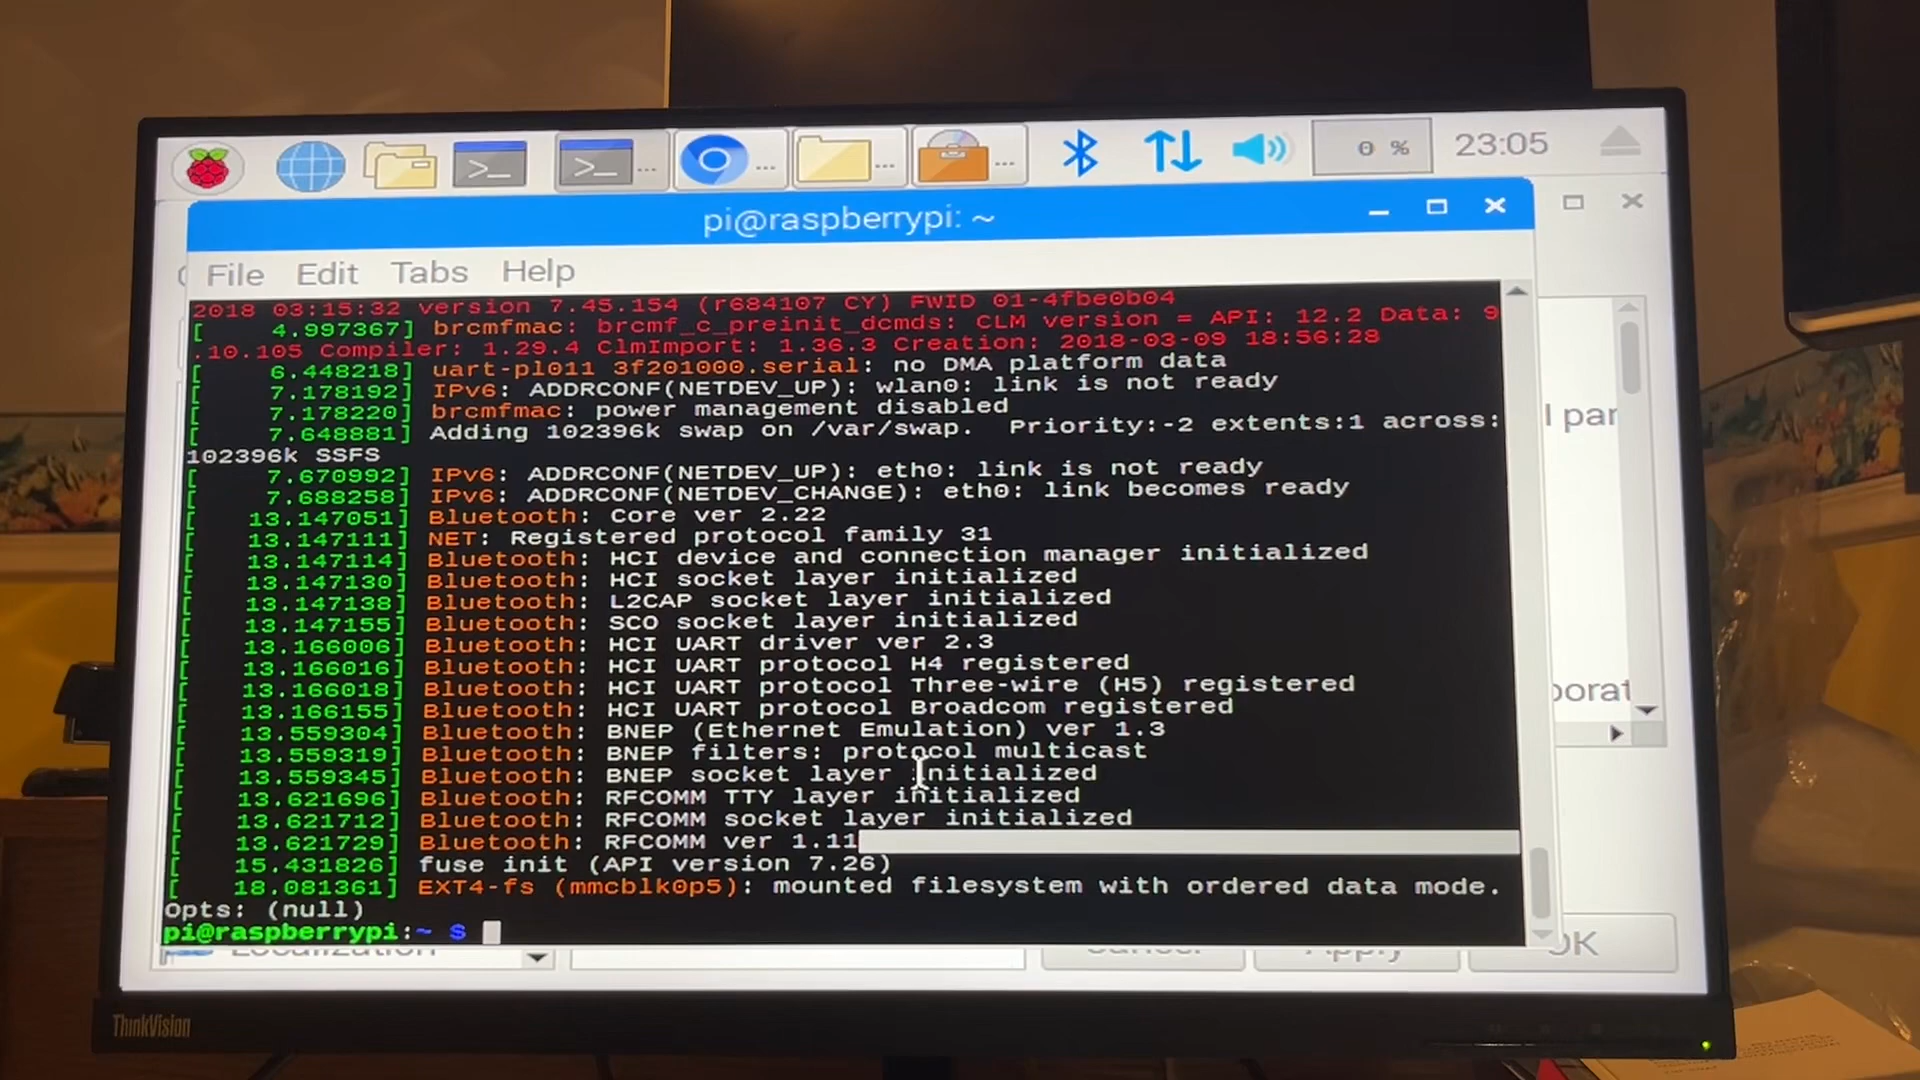 0 %
23:05
pi@raspberrypi: ~
File Edit Tabs Help
2018 03:15:32 version 7.45.154 (r684107 CY) FWID 01-4fbe0b04
[    4.997367] brcmfmac: brcmf_c_preinit_dcmds: CLM version = API: 12.2 Data: 9
.10.105 Compiler: 1.29.4 ClmImport: 1.36.3 Creation: 2018-03-09 18:56:28
[    6.448218] uart-pl011 3f201000.serial: no DMA platform data
[    7.178192] IPv6: ADDRCONF(NETDEV_UP): wlan0: link is not ready
[    7.178220] brcmfmac: power management disabled
[    7.648881] Adding 102396k swap on /var/swap.  Priority:-2 extents:1 across:
102396k SSFS
[    7.670992] IPv6: ADDRCONF(NETDEV_UP): eth0: link is not ready
[    7.688258] IPv6: ADDRCONF(NETDEV_CHANGE): eth0: link becomes ready
[   13.147051] Bluetooth: Core ver 2.22
[   13.147111] NET: Registered protocol family 31
[   13.147114] Bluetooth: HCI device and connection manager initialized
[   13.147130] Bluetooth: HCI socket layer initialized
[   13.147138] Bluetooth: L2CAP socket layer initialized
[   13.147155] Bluetooth: SCO socket layer initialized
[   13.166006] Bluetooth: HCI UART driver ver 2.3
[   13.166016] Bluetooth: HCI UART protocol H4 registered
[   13.166018] Bluetooth: HCI UART protocol Three-wire (H5) registered
[   13.166155] Bluetooth: HCI UART protocol Broadcom registered
[   13.559304] Bluetooth: BNEP (Ethernet Emulation) ver 1.3
[   13.559319] Bluetooth: BNEP filters: protocol multicast
[   13.559345] Bluetooth: BNEP socket layer initialized
[   13.621696] Bluetooth: RFCOMM TTY layer initialized
[   13.621712] Bluetooth: RFCOMM socket layer initialized
[   13.621729] Bluetooth: RFCOMM ver 1.11
[   15.431826] fuse init (API version 7.26)
[   18.081361] EXT4-fs (mmcblk0p5): mounted filesystem with ordered data mode.
Opts: (null)
pi@raspberrypi:~ $
l par
porat
Localization
Cancel
Apply
OK
ThinkVision